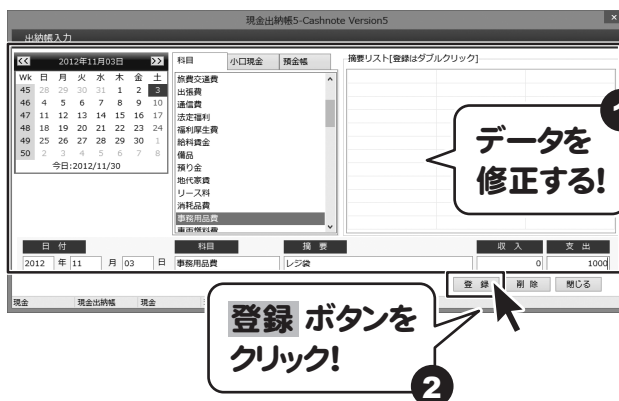 現金出納帳5-Cashnote Version5
×
出納帳入力
<< 2012年11月03日 >>
Wk 日 月 火 水 木 金 土
45 28 29 30 31 1 2 3
46 4 5 6 7 8 9 10
47 11 12 13 14 15 16 17
48 18 19 20 21 22 23 24
49 25 26 27 28 29 30 1
50 2 3 4 5 6 7 8
今日:2012/11/30
科目 小口現金 預金帳
旅費交通費
出張費
通信費
法定福利
福利厚生費
給料賃金
備品
預り金
地代家賃
リース料
消耗品費
事務用品費
車両燃料費
摘要リスト[登録はダブルクリック]
1
データを
修正する!
日 付 科目 摘 要 収 入 支 出
2012 年 11 月 03 日 事務用品費 レジ袋 0 1000
登 録 削 除 閉じる
現金 現金出納帳 現金
登録 ボタンを
クリック!
2